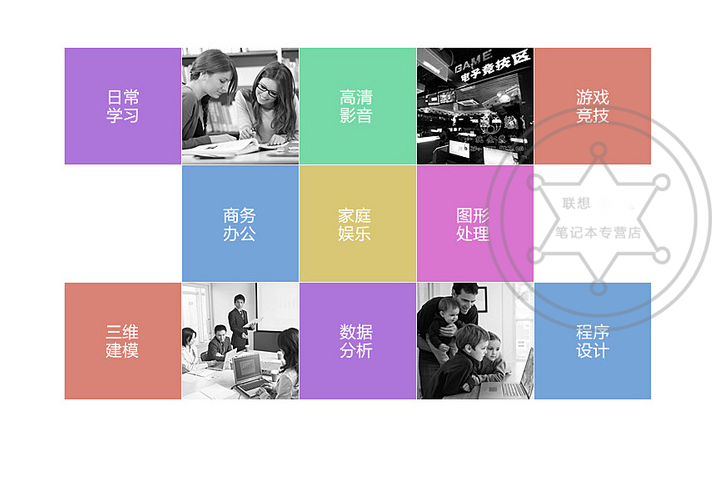 日常
学习
高清
影音
GAME
电子竞技区
游戏
竞技
商务
办公
家庭
娱乐
图形
处理
联想
笔记本专营店
三维
建模
数据
分析
程序
设计